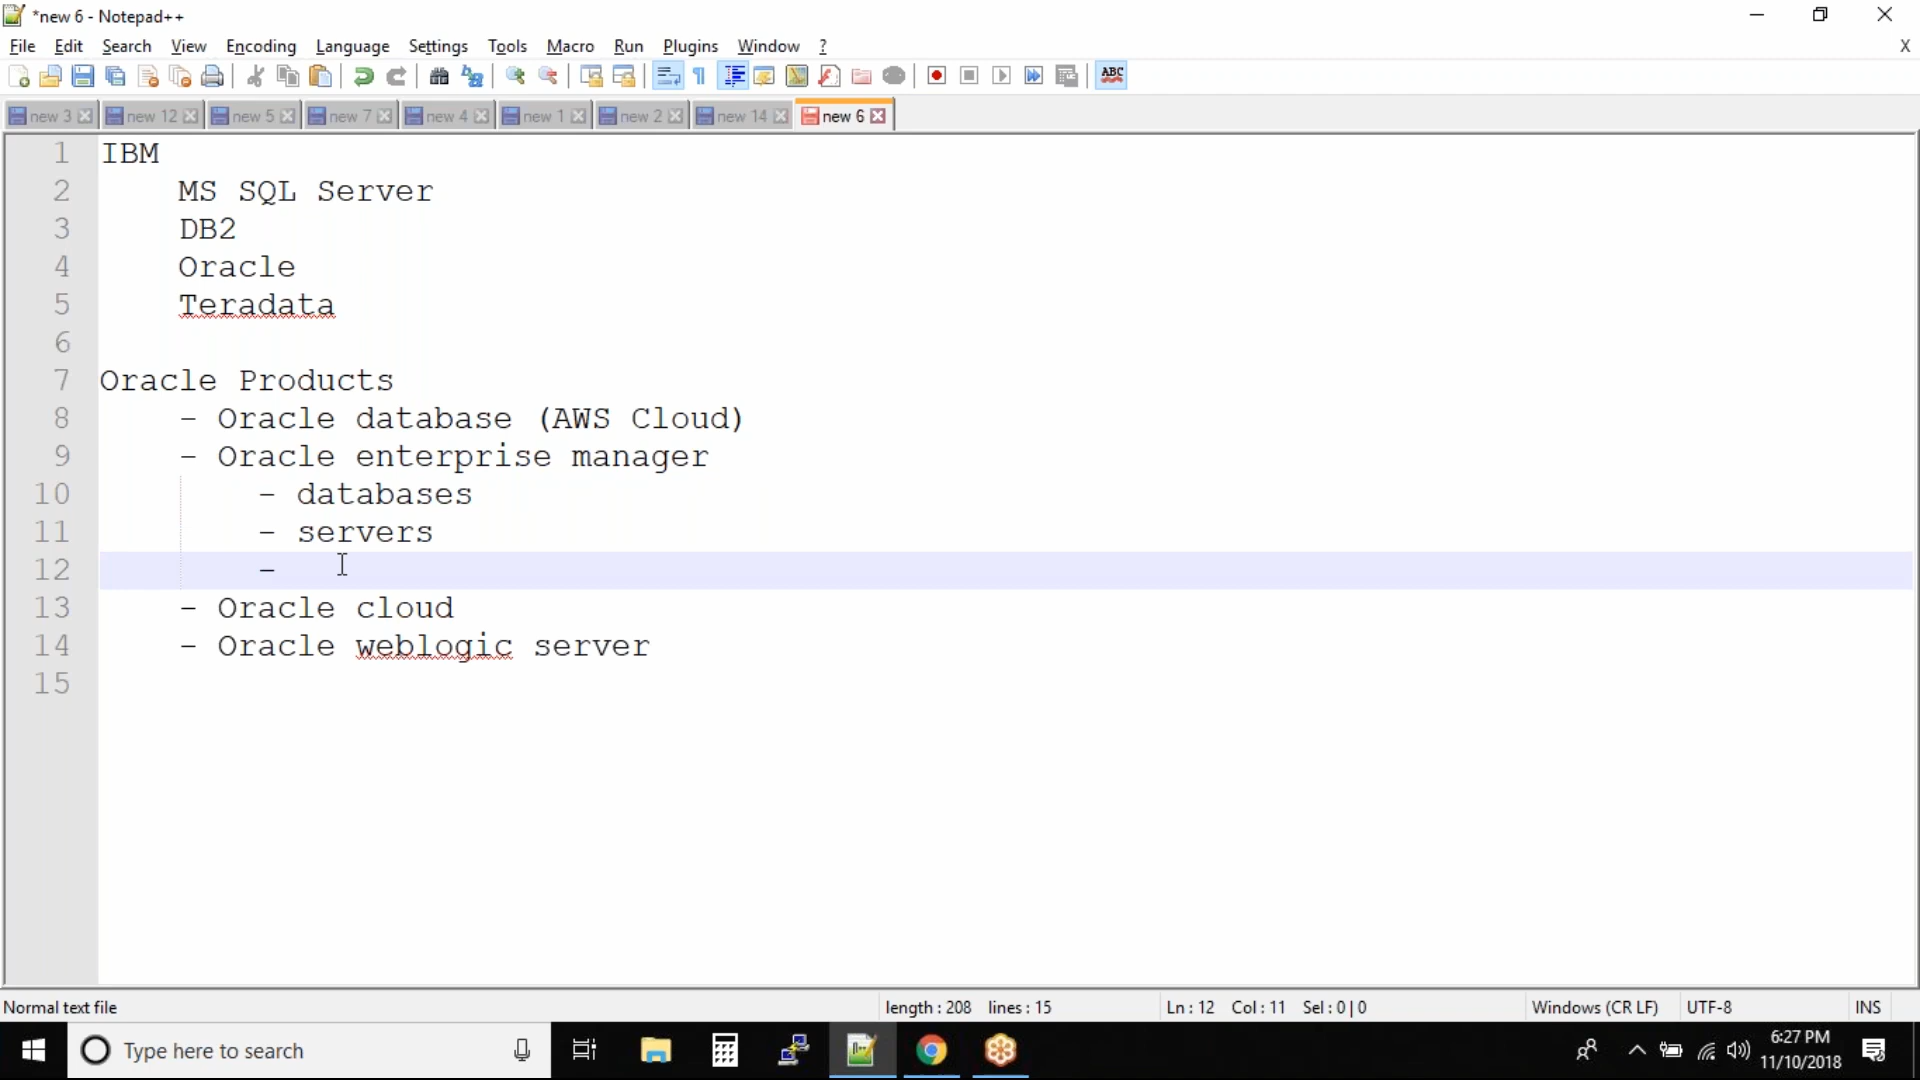 *new 6 - Notepad++
File Edit Search View Encoding Language Settings Tools Macro Run Plugins Window ? X
ABC
new 3 new 12 new 5 new 7 new 4 new 1 new 2 new 14 new 6
1 IBM
2 MS SQL Server
3 DB2
4 Oracle
5 Teradata
6
7 Oracle Products
8 - Oracle database (AWS Cloud)
9 - Oracle enterprise manager
10 - databases
11 - servers
12 -
13 - Oracle cloud
14 - Oracle weblogic server
15
Normal text file length : 208 lines : 15 Ln : 12 Col : 11 Sel : 0 | 0 Windows (CR LF) UTF-8 INS
Type here to search 6:27 PM
11/10/2018